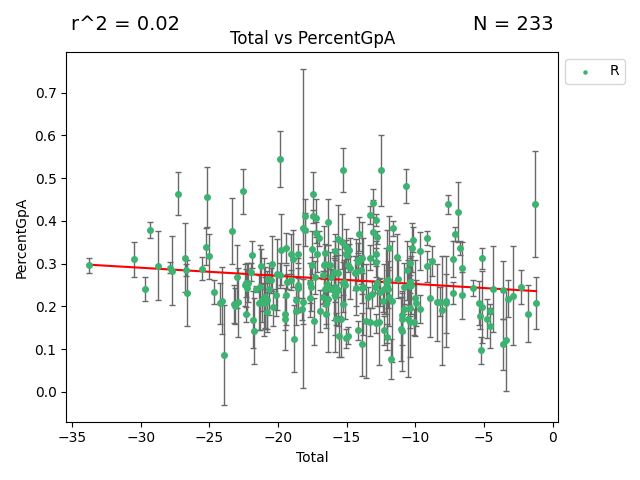 r^2 = 0.02 N = 233
Total vs PercentGpA
R
PercentGpA
0.7
0.6
0.5
0.4
0.3
0.2
0.1
0.0
−35 −30 −25 −20 −15 −10 −5 0
Total